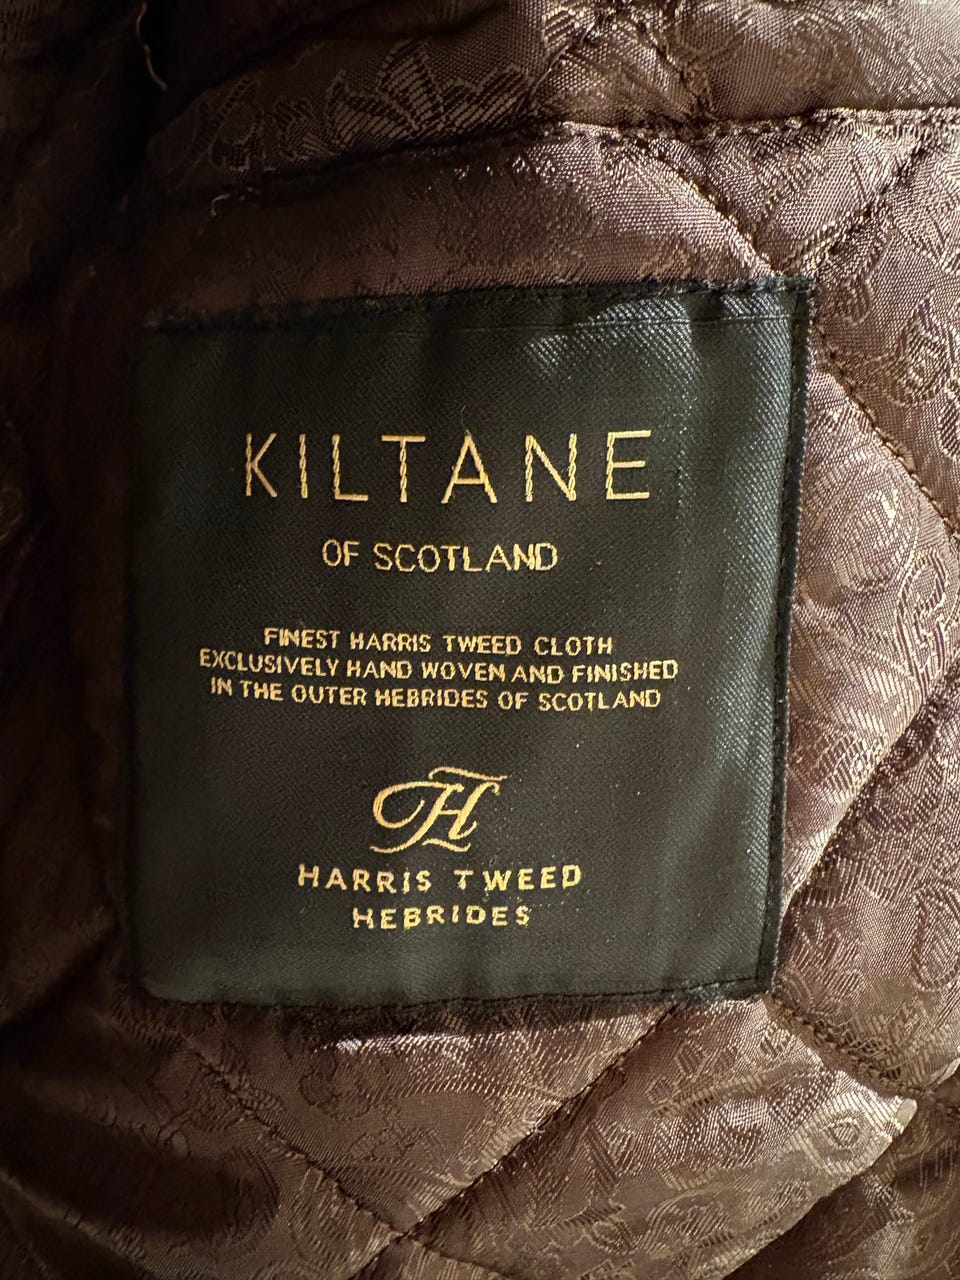 KILTANE
OF SCOTLAND
FINEST HARRIS TWEED CLOTH
EXCLUSIVELY HAND WOVEN AND FINISHED
IN THE OUTER HEBRIDES OF SCOTLAND
H
HARRIS TWEED
HEBRIDES